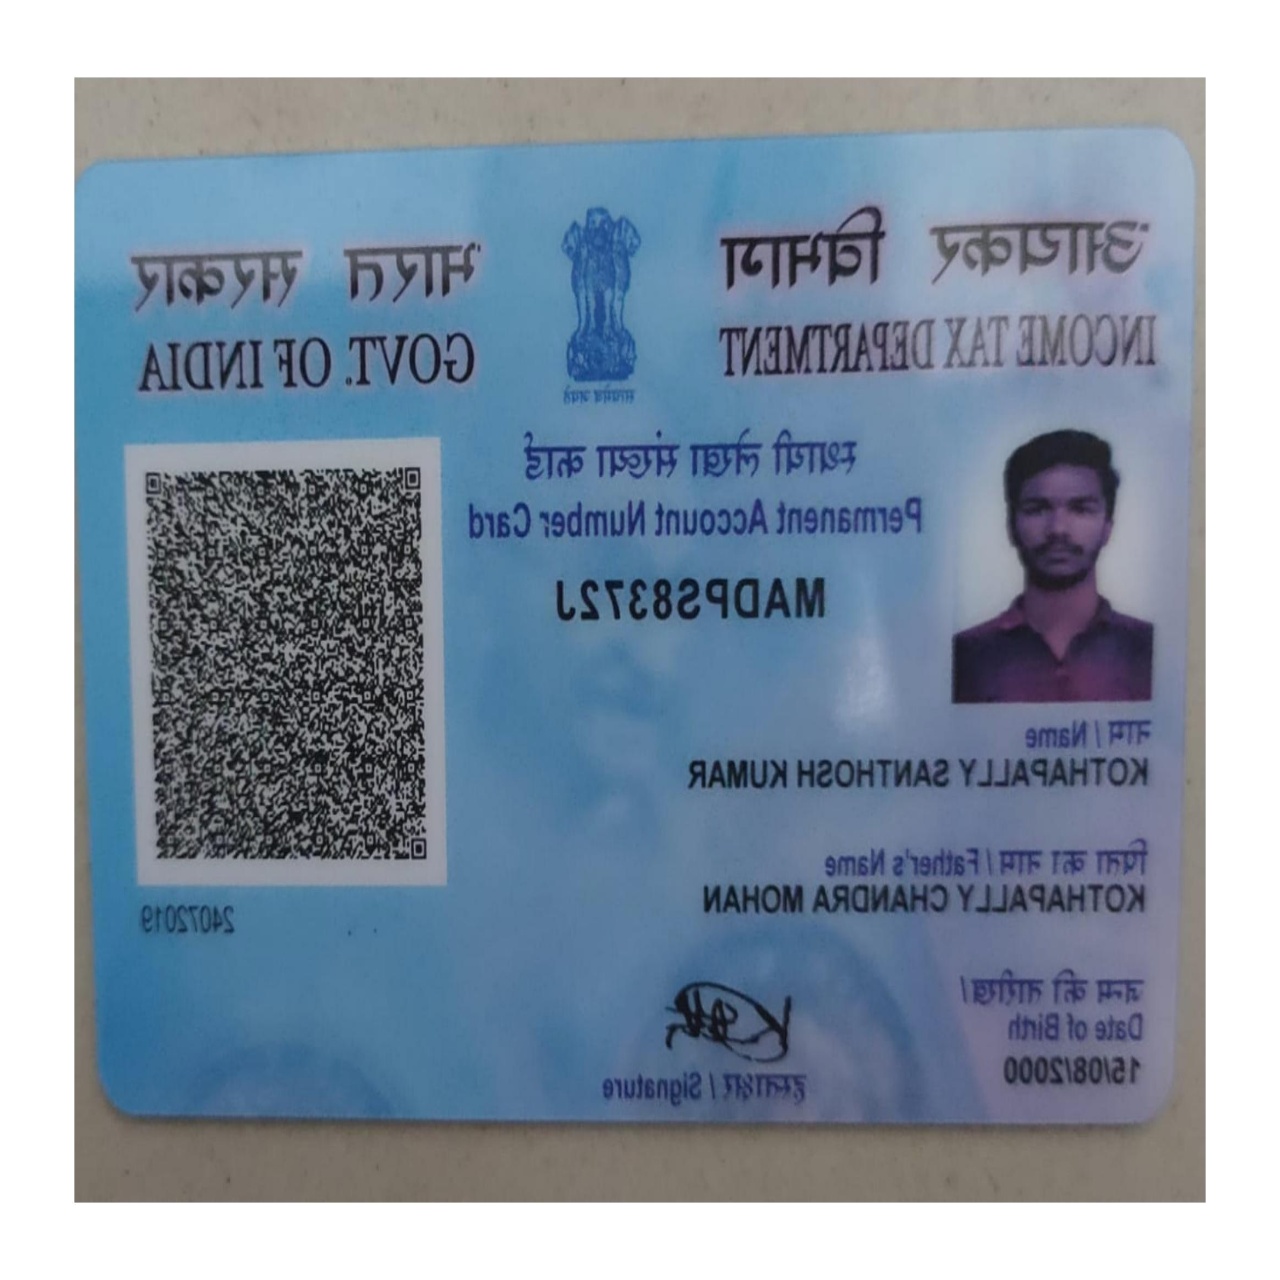 आयकर विभाग
INCOME TAX DEPARTMENT
भारत सरकार
GOVT. OF INDIA
सत्यमेव जयते
स्थायी लेखा संख्या कार्ड
Permanent Account Number Card
MADPS8372J
नाम / Name
KOTHAPALLY SANTHOSH KUMAR
पिता का नाम / Father's Name
KOTHAPALLY CHANDRA MOHAN
जन्म की तारीख/
Date of Birth
15/08/2000
हस्ताक्षर / Signature
24072019